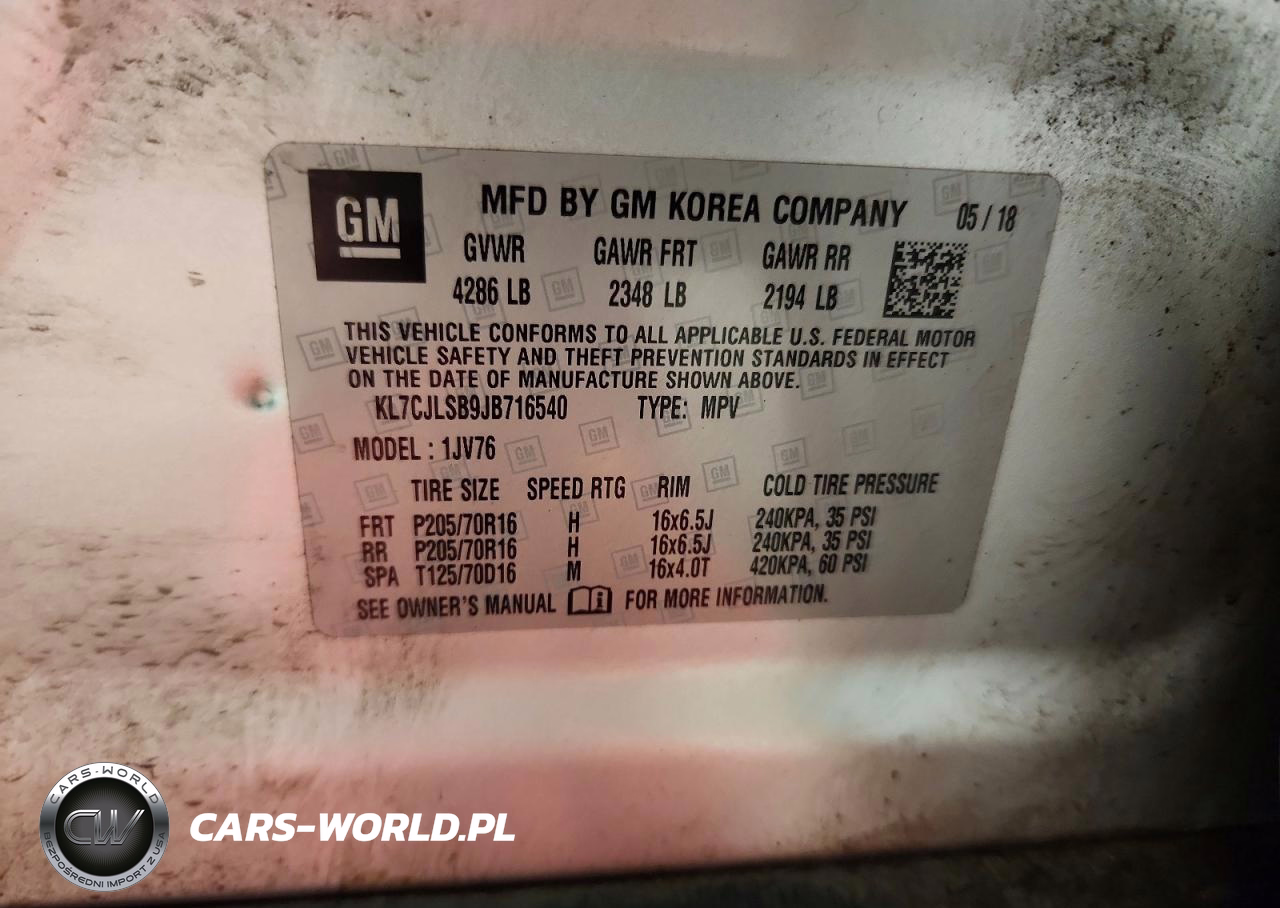 GM
MFD BY GM KOREA COMPANY 05/18
GVWR GAWR FRT GAWR RR
4286 LB 2348 LB 2194 LB
THIS VEHICLE CONFORMS TO ALL APPLICABLE U.S. FEDERAL MOTOR
VEHICLE SAFETY AND THEFT PREVENTION STANDARDS IN EFFECT
ON THE DATE OF MANUFACTURE SHOWN ABOVE.
KL7CJLSB9JB716540 TYPE: MPV
MODEL : 1JV76
TIRE SIZE SPEED RTG RIM COLD TIRE PRESSURE
FRT P205/70R16 H 16x6.5J 240KPA, 35 PSI
RR P205/70R16 H 16x6.5J 240KPA, 35 PSI
SPA T125/70D16 M 16x4.0T 420KPA, 60 PSI
SEE OWNER'S MANUAL i FOR MORE INFORMATION.
CARS-WORLD
CW
BEZPOŚREDNI IMPORT Z USA
CARS-WORLD.PL